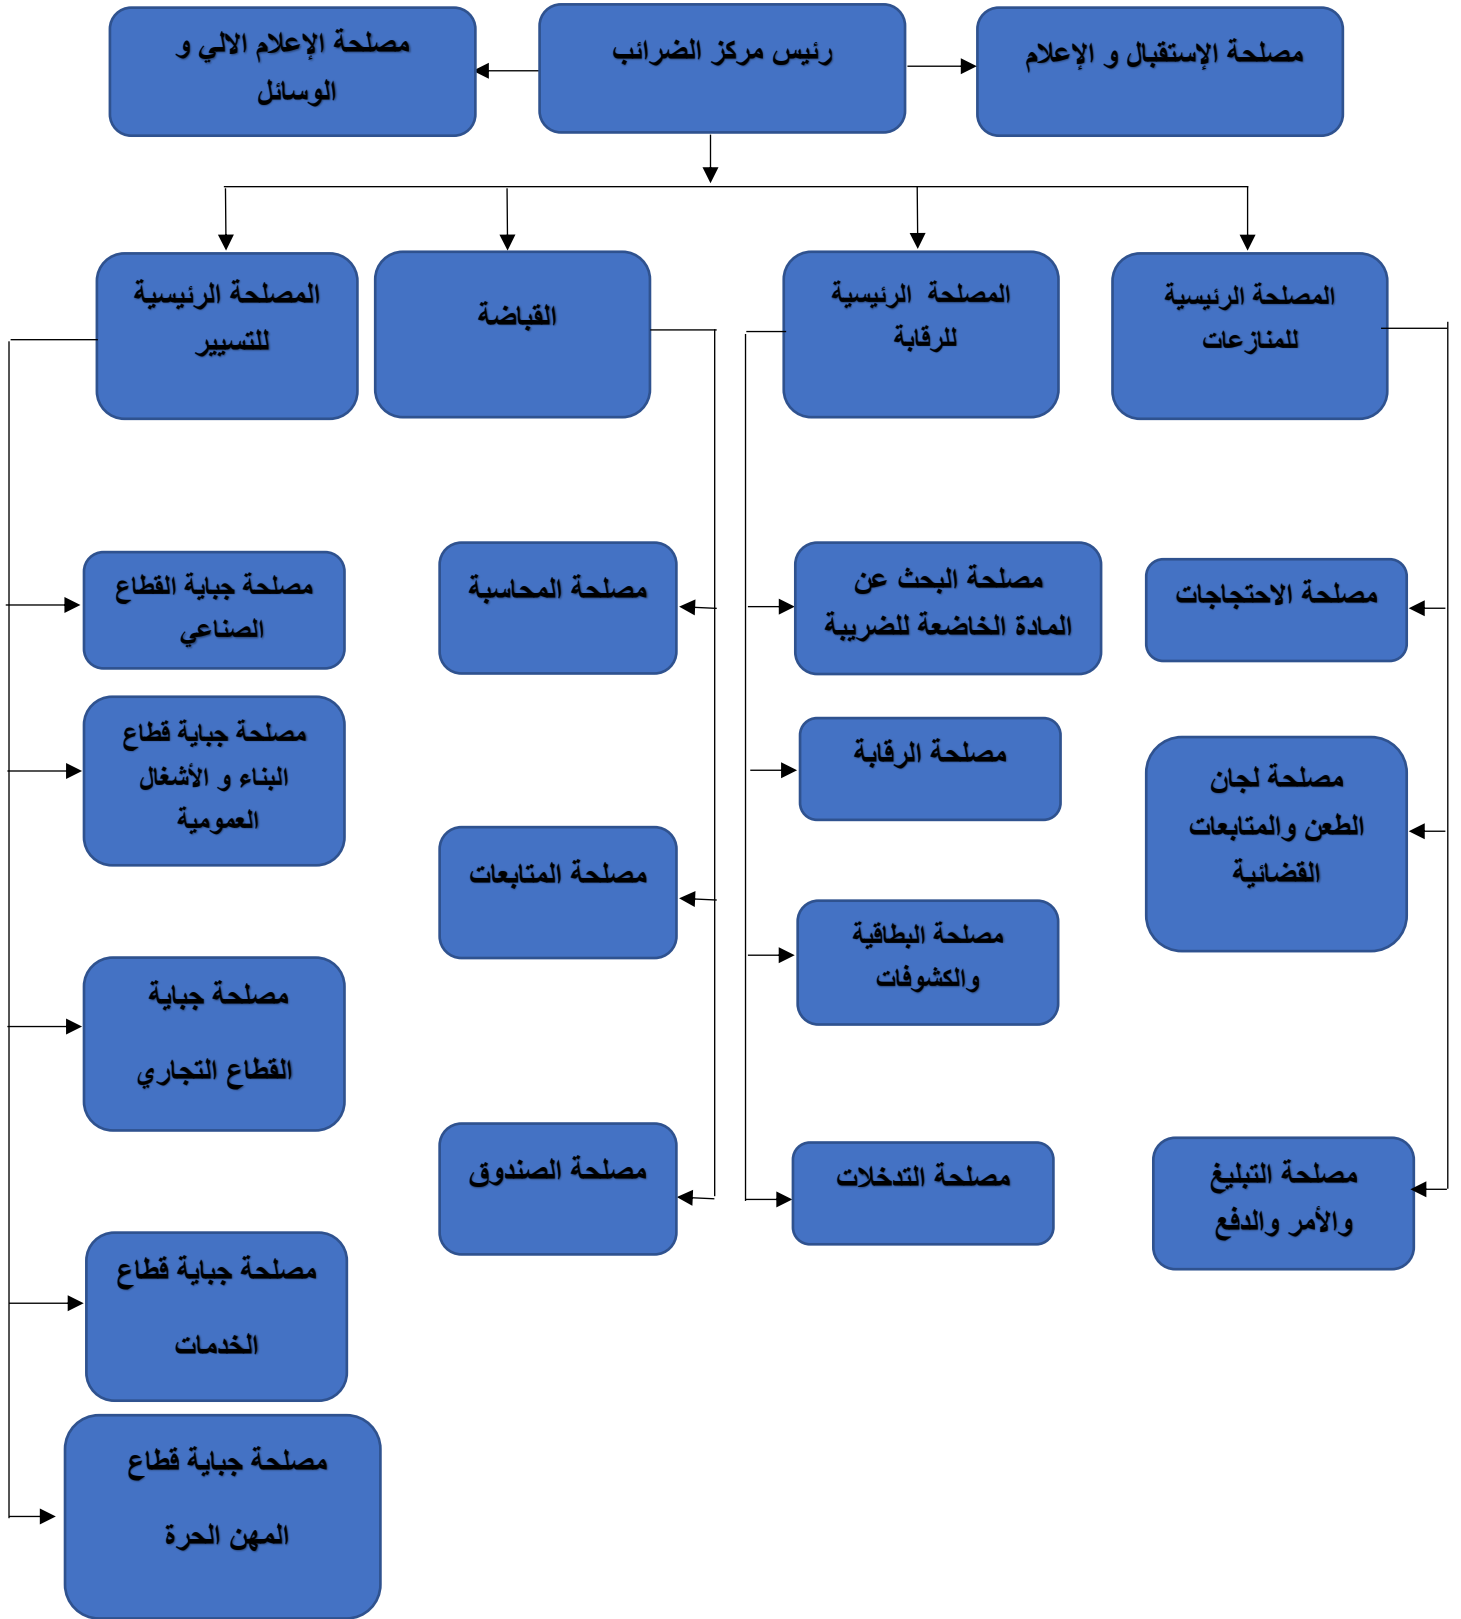 مصلحة الإستقبال و الإعلام
رئيس مركز الضرائب
مصلحة الإعلام الالي و
الوسائل
المصلحة الرئيسية
للمنازعات
المصلحة الرئيسية
للرقابة
القباضة
المصلحة الرئيسية
للتسيير
مصلحة الاحتجاجات
مصلحة لجان
الطعن والمتابعات
القضائية
مصلحة التبليغ
والأمر والدفع
مصلحة البحث عن
المادة الخاضعة للضريبة
مصلحة الرقابة
مصلحة البطاقية
والكشوفات
مصلحة التدخلات
مصلحة المحاسبة
مصلحة المتابعات
مصلحة الصندوق
مصلحة جباية القطاع
الصناعي
مصلحة جباية قطاع
البناء و الأشغال
العمومية
مصلحة جباية
القطاع التجاري
مصلحة جباية قطاع
الخدمات
مصلحة جباية قطاع
المهن الحرة